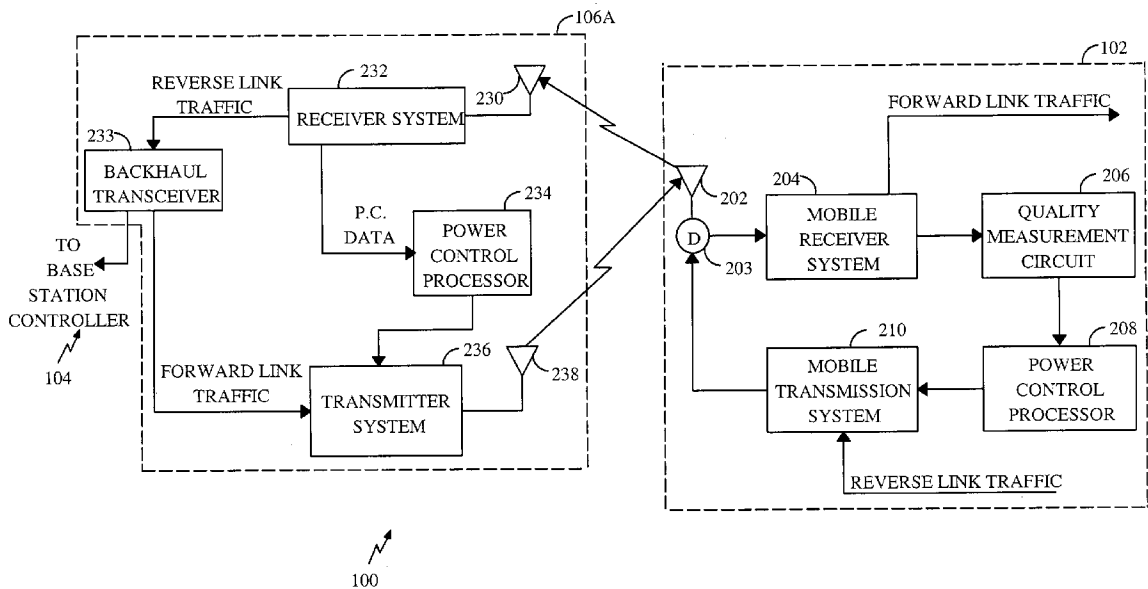 106A
102
REVERSE LINK
TRAFFIC
232
230
RECEIVER SYSTEM
233
BACKHAUL
TRANSCEIVER
P.C.
DATA
234
POWER
CONTROL
PROCESSOR
TO
BASE
STATION
CONTROLLER
104
FORWARD LINK
TRAFFIC
236
TRANSMITTER
SYSTEM
238
FORWARD LINK TRAFFIC
202
D
203
204
MOBILE
RECEIVER
SYSTEM
206
QUALITY
MEASUREMENT
CIRCUIT
210
MOBILE
TRANSMISSION
SYSTEM
208
POWER
CONTROL
PROCESSOR
REVERSE LINK TRAFFIC
100